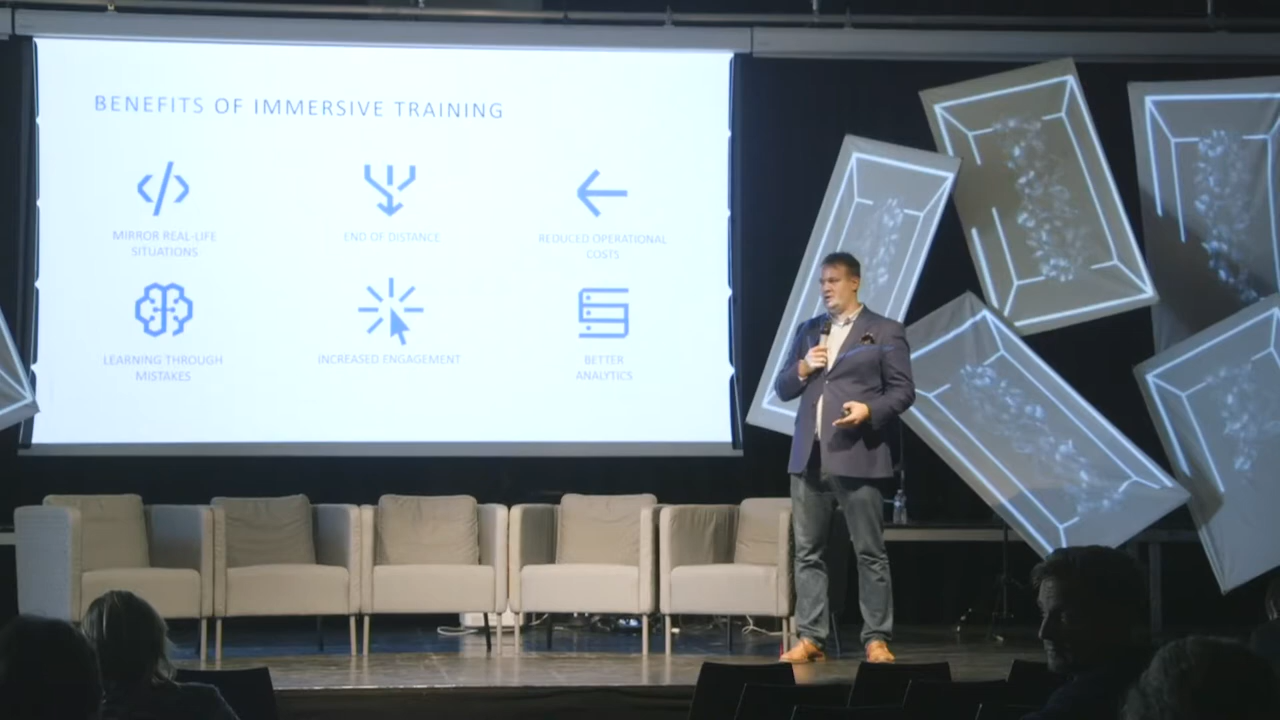 BENEFITS OF IMMERSIVE TRAINING
MIRROR REAL-LIFE
SITUATIONS
END OF DISTANCE
REDUCED OPERATIONAL
COSTS
LEARNING THROUGH
MISTAKES
INCREASED ENGAGEMENT
BETTER
ANALYTICS